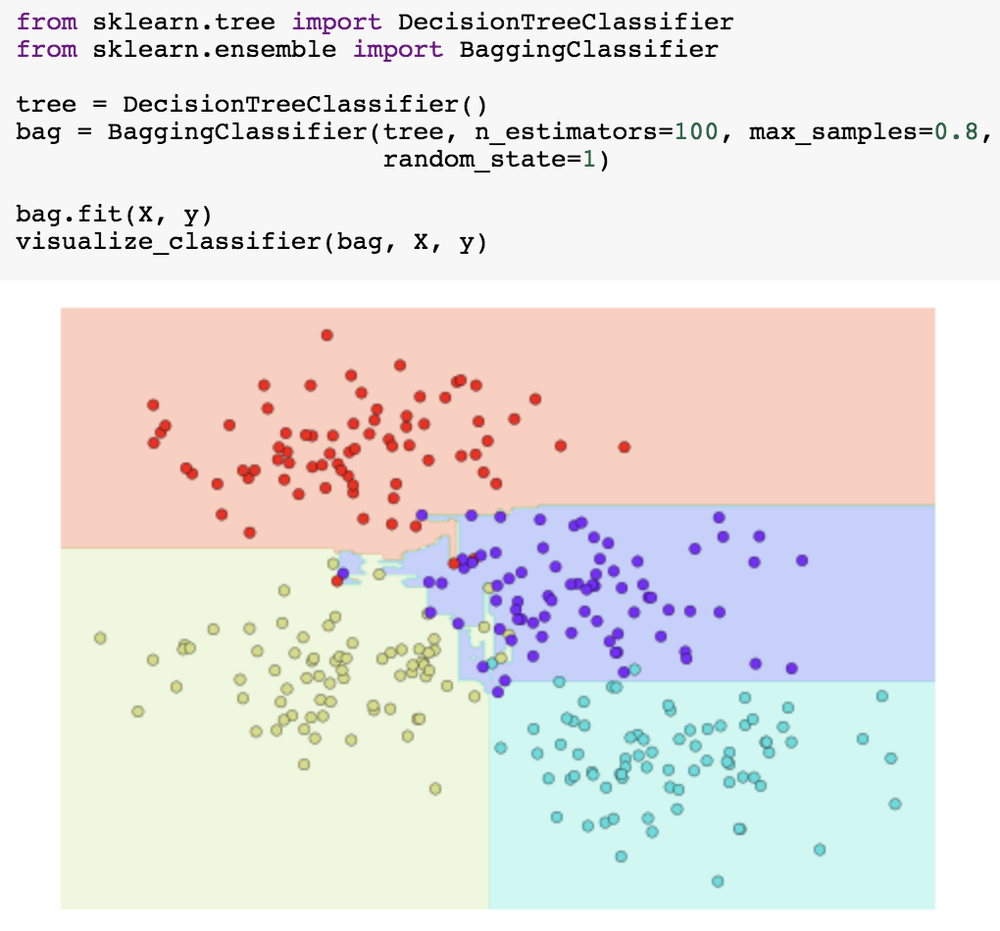 from sklearn.tree import DecisionTreeClassifier
from sklearn.ensemble import BaggingClassifier
tree = DecisionTreeClassifier()
bag = BaggingClassifier(tree, n_estimators=100, max_samples=0.8,
                        random_state=1)
bag.fit(X, y)
visualize_classifier(bag, X, y)